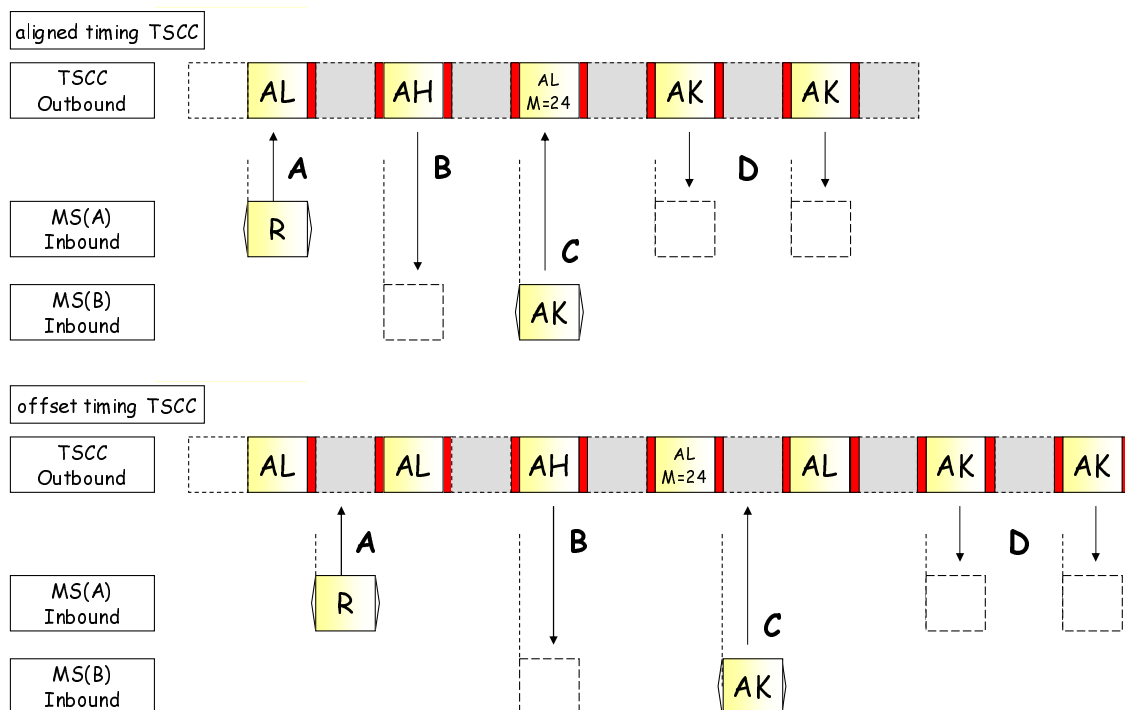 aligned timing TSCC
TSCC
Outbound
AL
AH
AL
M=24
AK
AK
A
B
D
MS(A)
Inbound
R
C
MS(B)
Inbound
AK
offset timing TSCC
TSCC
Outbound
AL
AL
AH
AL
M=24
AL
AK
AK
A
B
D
MS(A)
Inbound
R
C
MS(B)
Inbound
AK